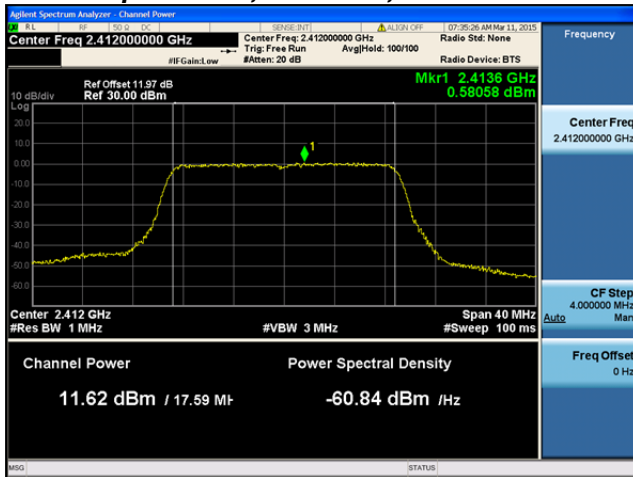 Agilent Spectrum Analyzer - Channel Power
RL RF 50 Ω DC SENSE:INT ALIGN OFF 07:35:26 AM Mar 11, 2015
Center Freq 2.412000000 GHz
Center Freq: 2.412000000 GHz
Radio Std: None
Trig: Free Run Avg|Hold: 100/100
#IFGain:Low #Atten: 20 dB Radio Device: BTS
Frequency
Ref Offset 11.97 dB
10 dB/div Ref 30.00 dBm
Mkr1 2.4136 GHz
0.58058 dBm
Log
20.0
10.0
0.00
-10.0
-20.0
-30.0
-40.0
-50.0
-60.0
1
Center Freq
2.412000000 GHz
Center 2.412 GHz Span 40 MHz
#Res BW 1 MHz #VBW 3 MHz #Sweep 100 ms
CF Step
4.000000 MHz
Auto Man
Channel Power Power Spectral Density
11.62 dBm / 17.59 MH -60.84 dBm /Hz
Freq Offset
0 Hz
MSG STATUS